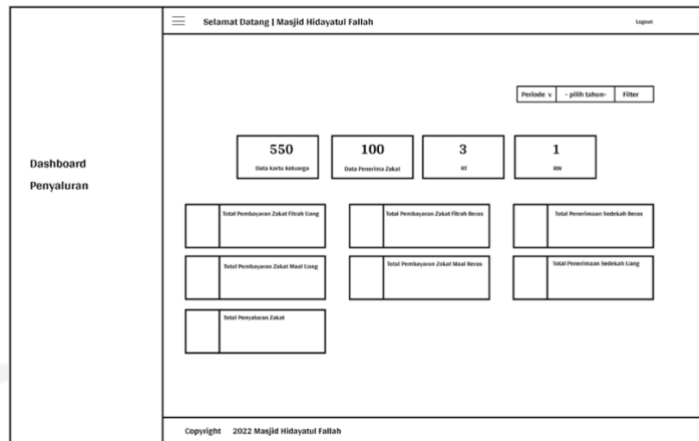 Selamat Datang | Masjid Hidayatul Fallah
Logout
Periode v - pilih tahun- Filter
Dashboard
Penyaluran
550
Data Kartu Keluarga
100
Data Penerima Zakat
3
RT
1
RW
Total Pembayaran Zakat Fitrah Uang
Total Pembayaran Zakat Fitrah Beras
Total Penerimaan Sedekah Beras
Total Pembayaran Zakat Maal Uang
Total Pembayaran Zakat Maal Beras
Total Penerimaan Sedekah Uang
Total Penyaluran Zakat
Copyright 2022 Masjid Hidayatul Fallah